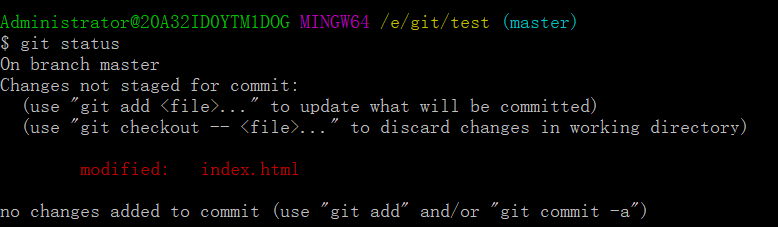 Administrator@20A32IDOYTM1DOG MINGW64 /e/git/test (master)
$ git status
On branch master
Changes not staged for commit:
  (use "git add <file>..." to update what will be committed)
  (use "git checkout -- <file>..." to discard changes in working directory)

        modified:   index.html

no changes added to commit (use "git add" and/or "git commit -a")